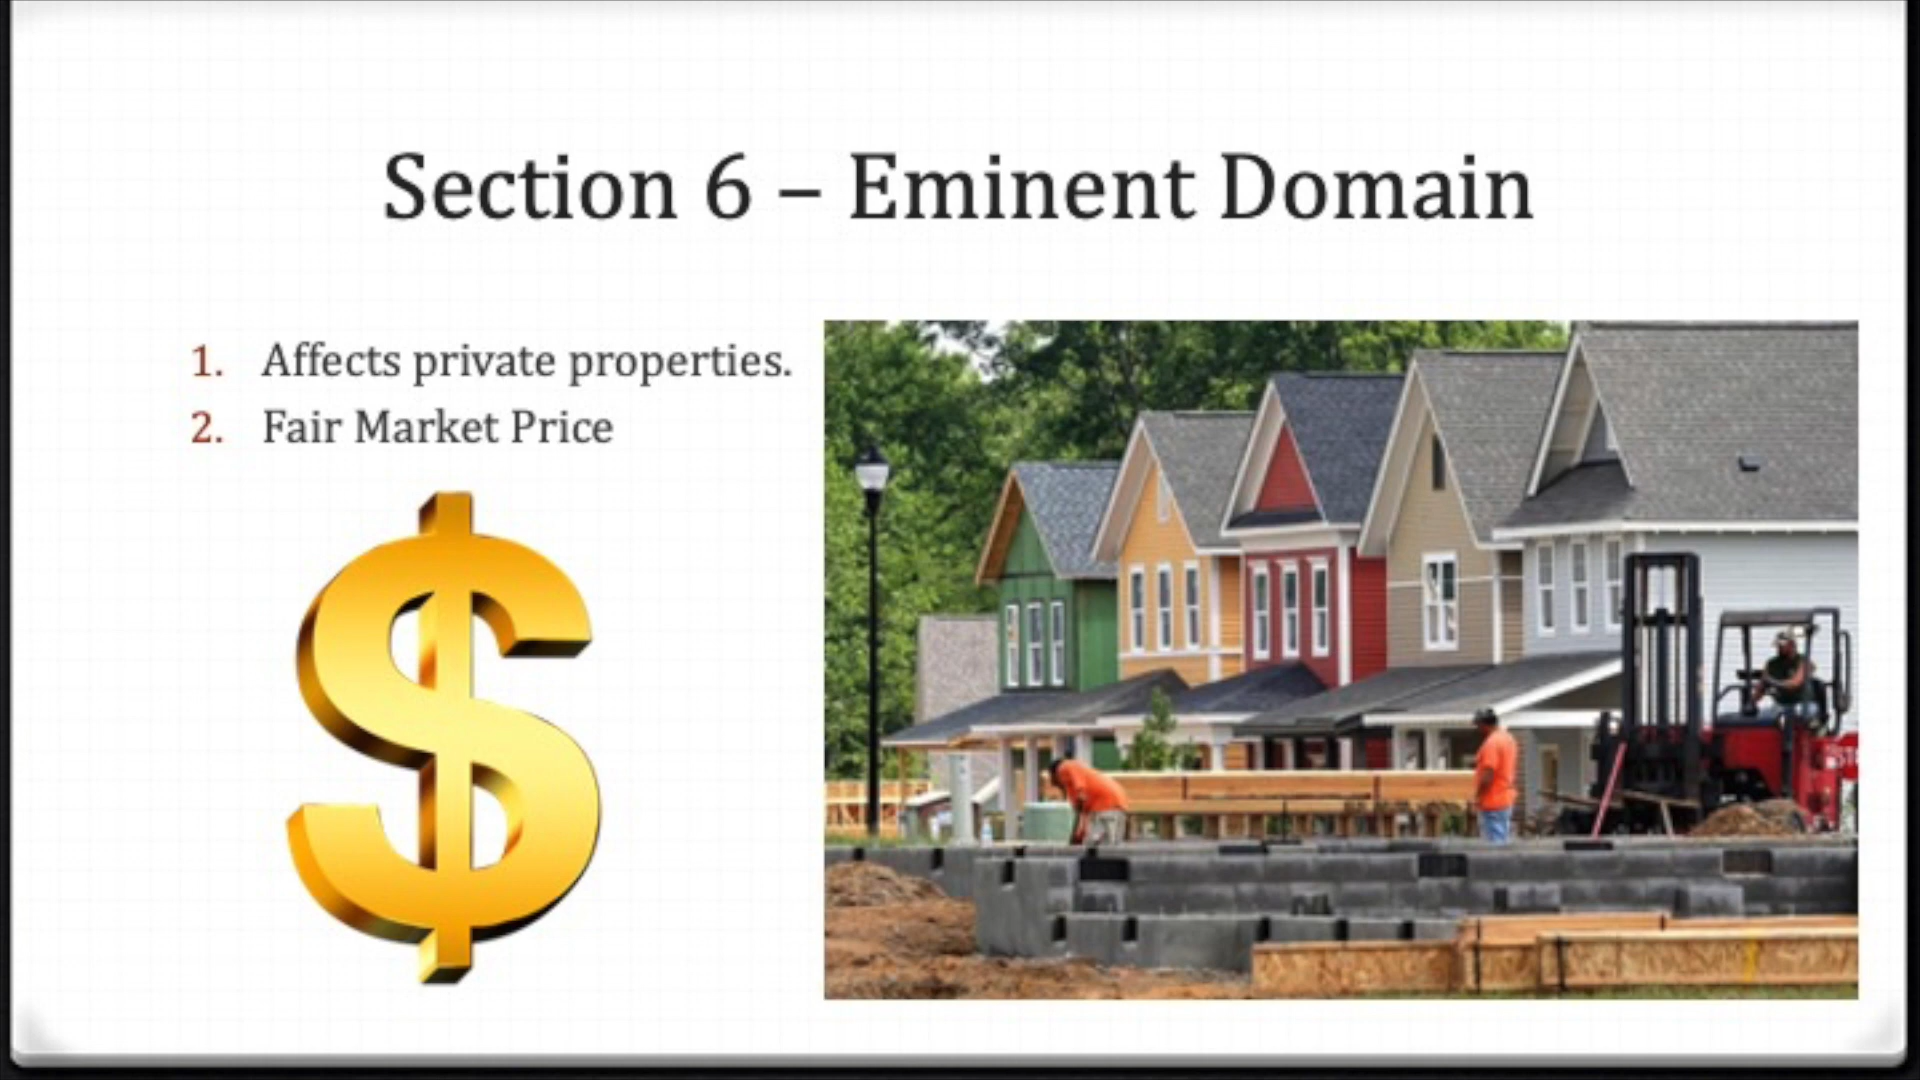 Section 6 – Eminent Domain
1. Affects private properties.
2. Fair Market Price
$